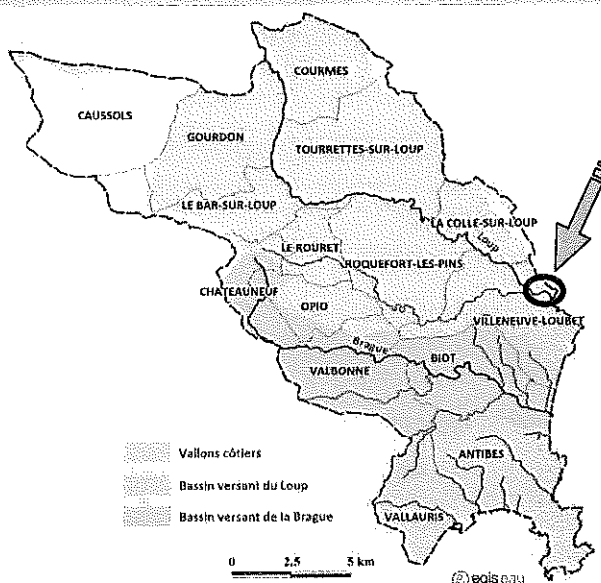 COURMES
CAUSSOLS
GOURDON
TOURRETTES-SUR-LOUP
LE BAR-SUR-LOUP
LA COLLE-SUR-LOUP
Loup
LE ROURET
ROQUEFORT-LES-PINS
CHATEAUNEUF
OPIO
VILLENEUVE-LOUBET
Brague
BIOT
VALBONNE
ANTIBES
VALLAURIS
Vallons côtiers
Bassin versant du Loup
Bassin versant de la Brague
0 2.5 5 km
egis eau